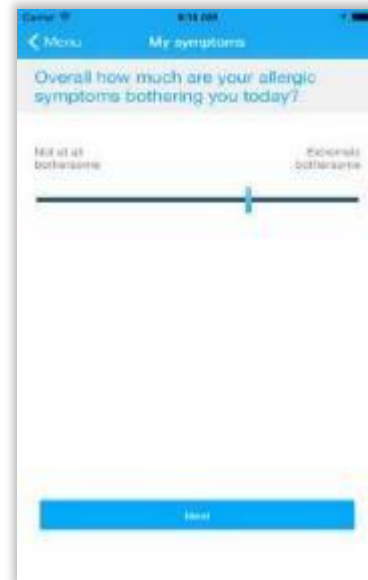 Carrier
Menu My symptoms
Overall how much are your allergic
symptoms bothering you today?
Not at all Extremely
bothersome bothersome
Next